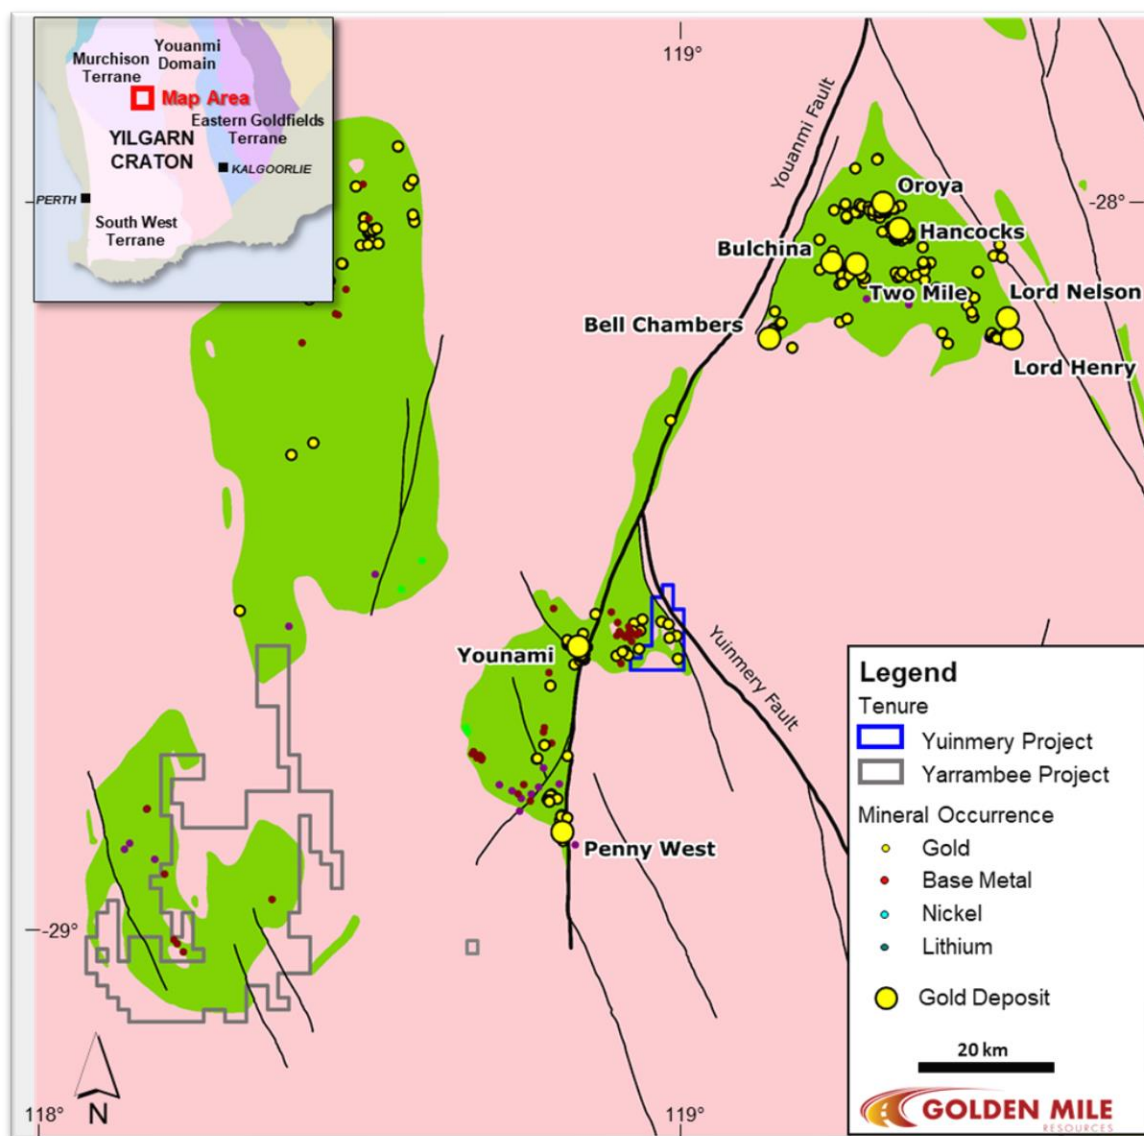 119°
Murchison
Terrane
Youanmi
Domain
Map Area
Eastern Goldfields
Terrane
YILGARN
CRATON
KALGOORLIE
PERTH
South West
Terrane
Youanmi Fault
-28°
Oroya
Hancocks
Bulchina
Two Mile
Lord Nelson
Bell Chambers
Lord Henry
Younami
Yuinmery Fault
Penny West
-29°
Legend
Tenure
Yuinmery Project
Yarrambee Project
Mineral Occurrence
Gold
Base Metal
Nickel
Lithium
Gold Deposit
20 km
GOLDEN MILE
RESOURCES
N
118°
119°